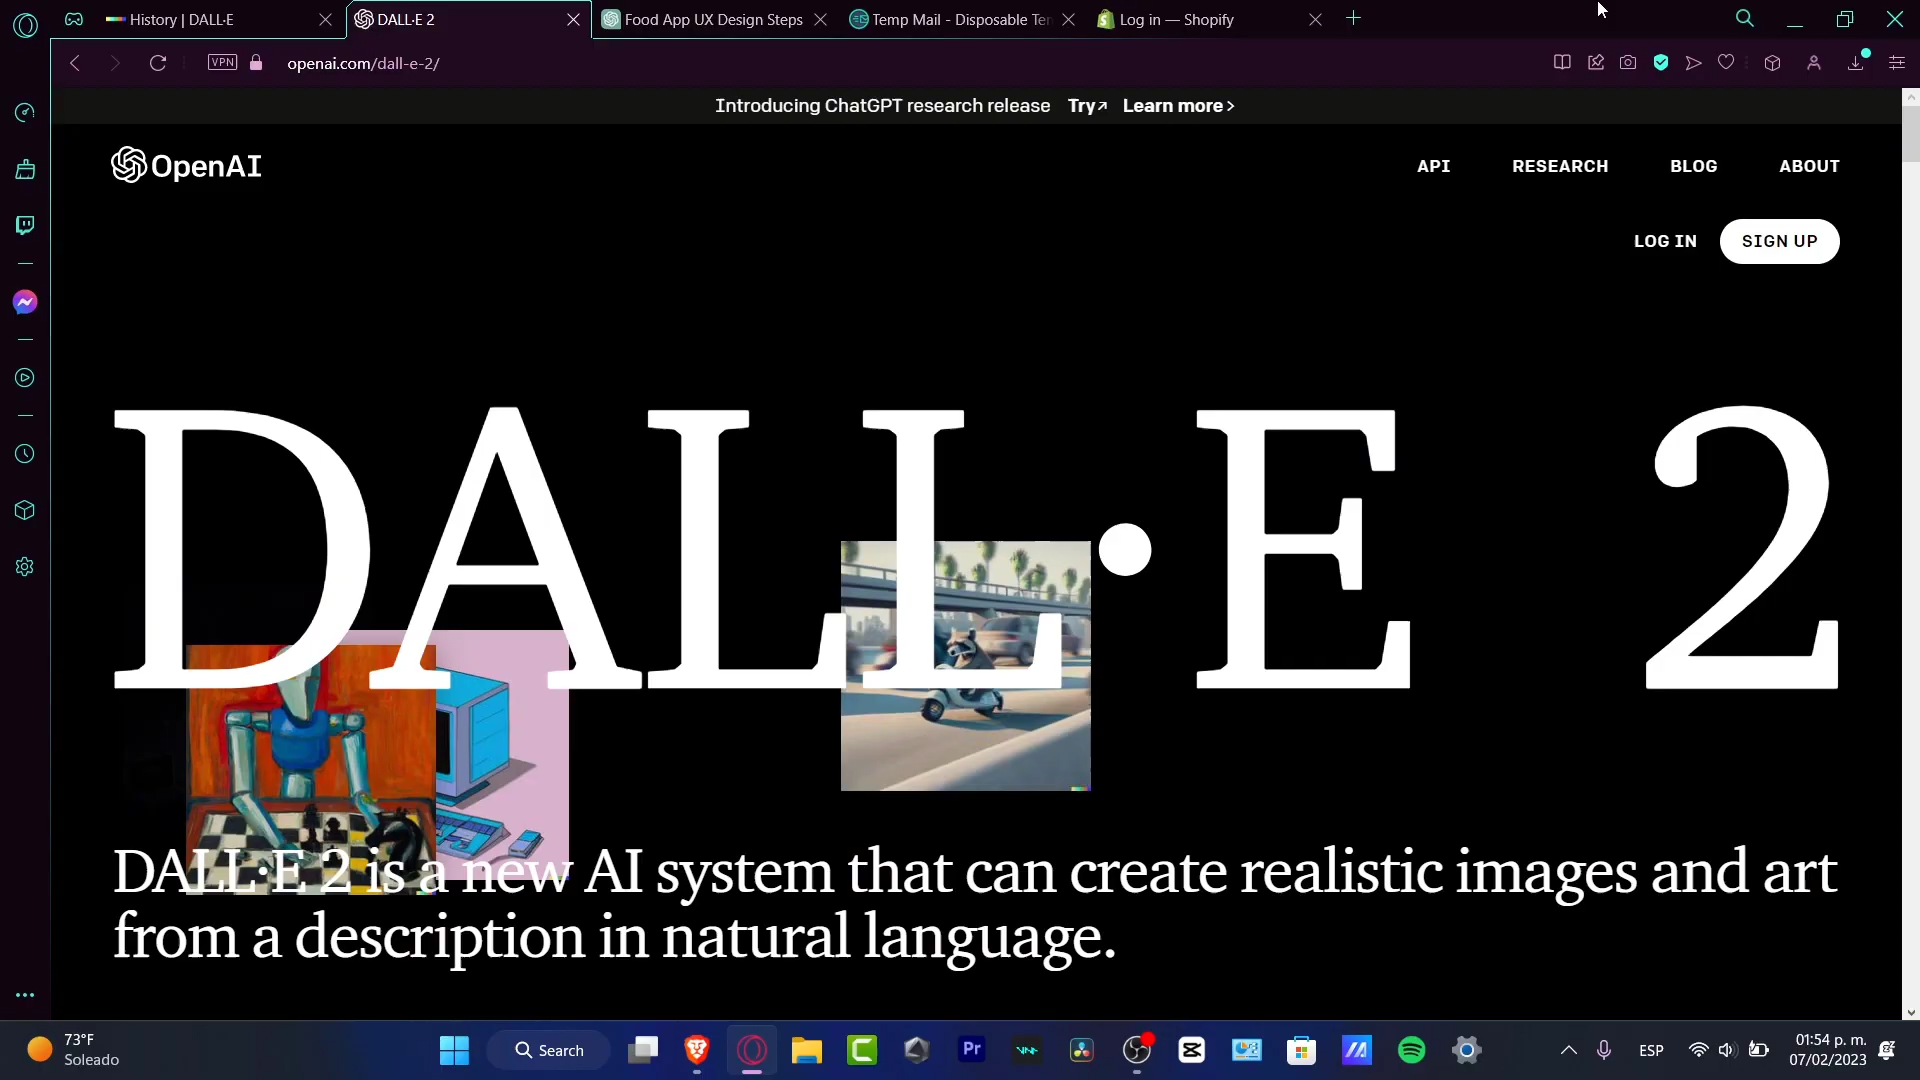 History | DALL·E
DALL·E 2
Food App UX Design Steps
Temp Mail - Disposable Ten
Log in — Shopify
VPN
openai.com/dall-e-2/
Introducing ChatGPT research release Try↗ Learn more >
OpenAI
API RESEARCH BLOG ABOUT
LOG IN SIGN UP
DALL·E 2
DALL·E 2 is a new AI system that can create realistic images and art
from a description in natural language.
73°F
Soleado
Search
Pr
ESP
01:54 p. m.
07/02/2023